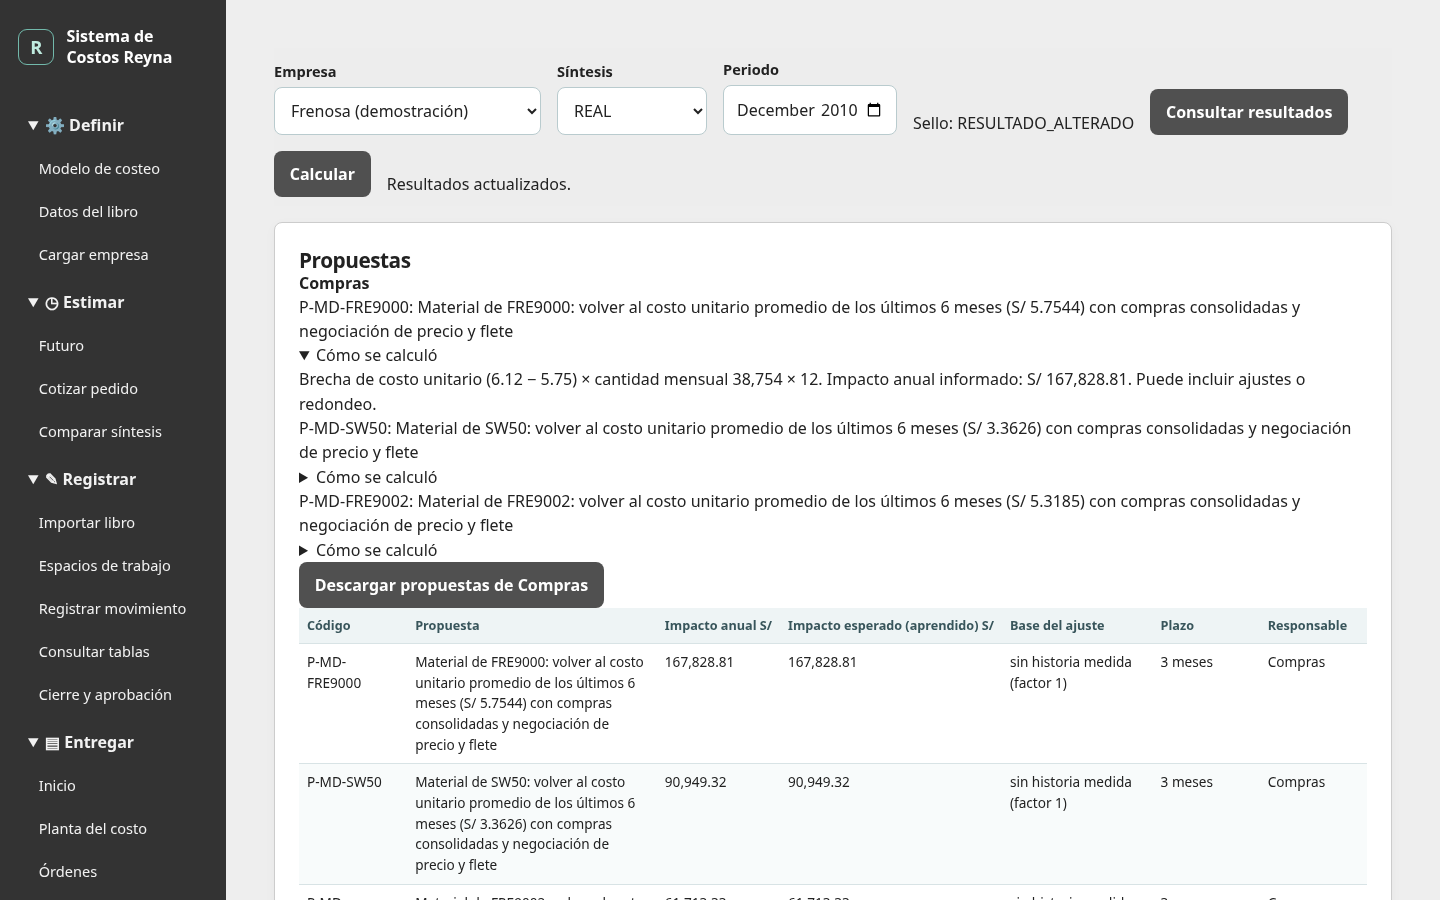 R
Sistema de
Costos Reyna
▼ ⚙️ Definir
Modelo de costeo
Datos del libro
Cargar empresa
▼ ◷ Estimar
Futuro
Cotizar pedido
Comparar síntesis
▼ ✎ Registrar
Importar libro
Espacios de trabajo
Registrar movimiento
Consultar tablas
Cierre y aprobación
▼ ▤ Entregar
Inicio
Planta del costo
Órdenes
Empresa
Síntesis
Periodo
Frenosa (demostración)
REAL
December 2010
Sello: RESULTADO_ALTERADO
Consultar resultados
Calcular
Resultados actualizados.
Propuestas
Compras
P-MD-FRE9000: Material de FRE9000: volver al costo unitario promedio de los últimos 6 meses (S/ 5.7544) con compras consolidadas y
negociación de precio y flete
▼ Cómo se calculó
Brecha de costo unitario (6.12 − 5.75) × cantidad mensual 38,754 × 12. Impacto anual informado: S/ 167,828.81. Puede incluir ajustes o
redondeo.
P-MD-SW50: Material de SW50: volver al costo unitario promedio de los últimos 6 meses (S/ 3.3626) con compras consolidadas y negociación
de precio y flete
▶ Cómo se calculó
P-MD-FRE9002: Material de FRE9002: volver al costo unitario promedio de los últimos 6 meses (S/ 5.3185) con compras consolidadas y
negociación de precio y flete
▶ Cómo se calculó
Descargar propuestas de Compras
Código Propuesta Impacto anual S/ Impacto esperado (aprendido) S/ Base del ajuste Plazo Responsable
P-MD- Material de FRE9000: volver al costo 167,828.81 167,828.81 sin historia medida 3 meses Compras
FRE9000 unitario promedio de los últimos 6 (factor 1)
meses (S/ 5.7544) con compras
consolidadas y negociación de
precio y flete
P-MD-SW50 Material de SW50: volver al costo 90,949.32 90,949.32 sin historia medida 3 meses Compras
unitario promedio de los últimos 6 (factor 1)
meses (S/ 3.3626) con compras
consolidadas y negociación de
precio y flete